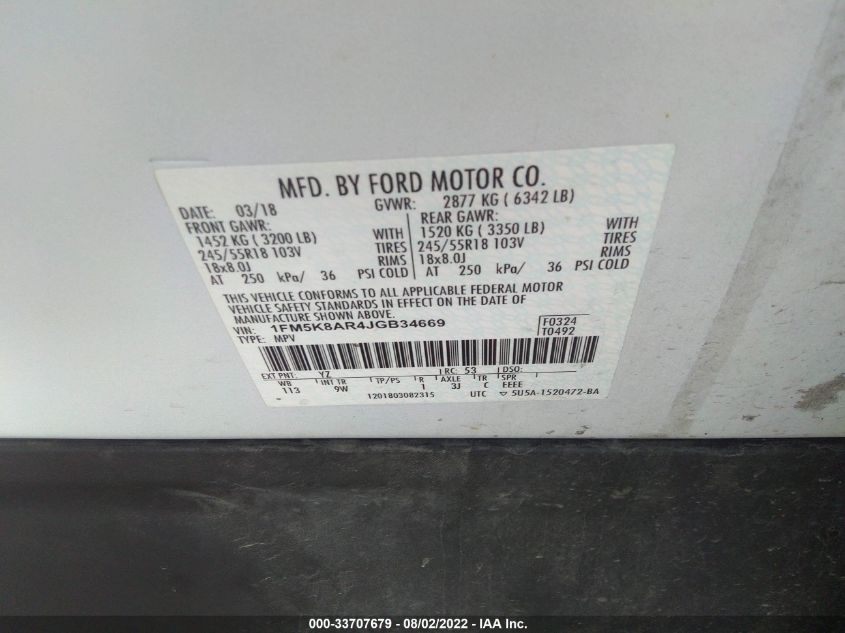 MFD. BY FORD MOTOR CO.
DATE: 03/18 GVWR: 2877 KG ( 6342 LB)
FRONT GAWR: REAR GAWR:
1452 KG ( 3200 LB) WITH 1520 KG ( 3350 LB) WITH
245/55R18 103V TIRES 245/55R18 103V TIRES
18x8.0J RIMS 18x8.0J RIMS
AT 250 kPa/ 36 PSI COLD AT 250 kPa/ 36 PSI COLD
THIS VEHICLE CONFORMS TO ALL APPLICABLE FEDERAL MOTOR
VEHICLE SAFETY STANDARDS IN EFFECT ON THE DATE OF
MANUFACTURE SHOWN ABOVE.
VIN: 1FM5K8AR4JGB34669 F0324
TYPE: MPV T0492
EXT PNT: YZ RC: 53 DSO:
WB INT TR TP/PS R AXLE TR SPR
113 9W 1 3J C EEEE
1201803082315 UTC ▽ 5U5A-1520472-BA
000-33707679 - 08/02/2022 - IAA Inc.